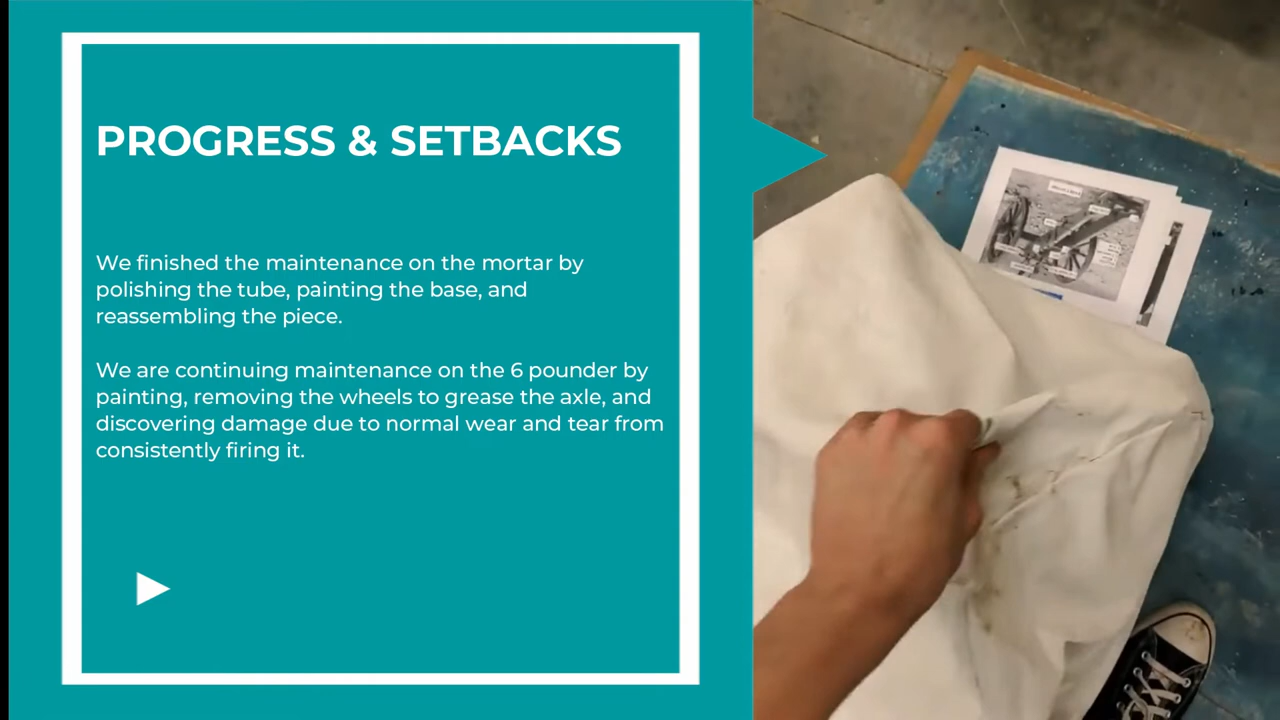 PROGRESS & SETBACKS
We finished the maintenance on the mortar by
polishing the tube, painting the base, and
reassembling the piece.
We are continuing maintenance on the 6 pounder by
painting, removing the wheels to grease the axle, and
discovering damage due to normal wear and tear from
consistently firing it.